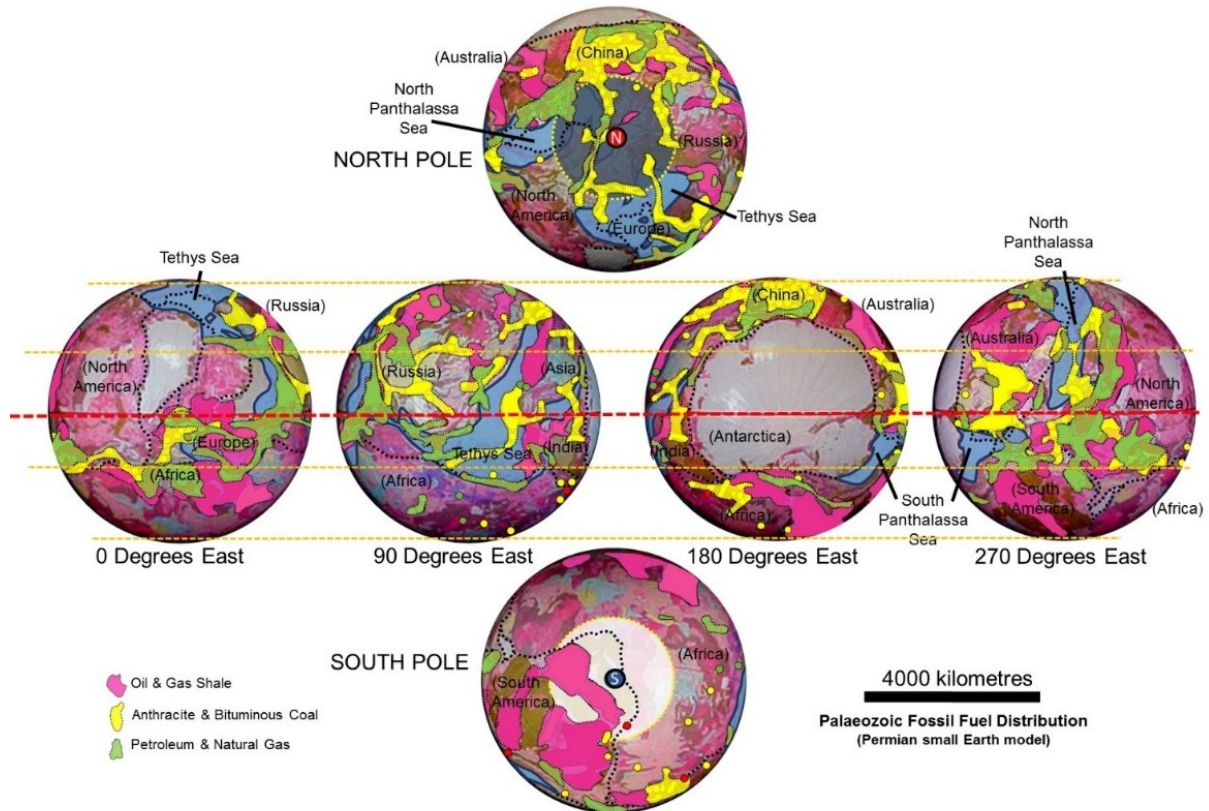 (Australia)
(China)
North
Panthalassa
Sea
N
(Russia)
NORTH POLE
(North
America)
(Europe)
Tethys Sea
North
Panthalassa
Sea
Tethys Sea
(Russia)
(North
America)
(Europe)
(Africa)
0 Degrees East
(Russia)
(Asia)
Tethys Sea
(India)
(Africa)
90 Degrees East
(China)
(Australia)
(Antarctica)
(India)
(Africa)
South
Panthalassa
Sea
180 Degrees East
(Australia)
(North
America)
(South
America)
(Africa)
270 Degrees East
SOUTH POLE
S
(Africa)
(South
America)
Oil & Gas Shale
Anthracite & Bituminous Coal
Petroleum & Natural Gas
4000 kilometres
Palaeozoic Fossil Fuel Distribution
(Permian small Earth model)